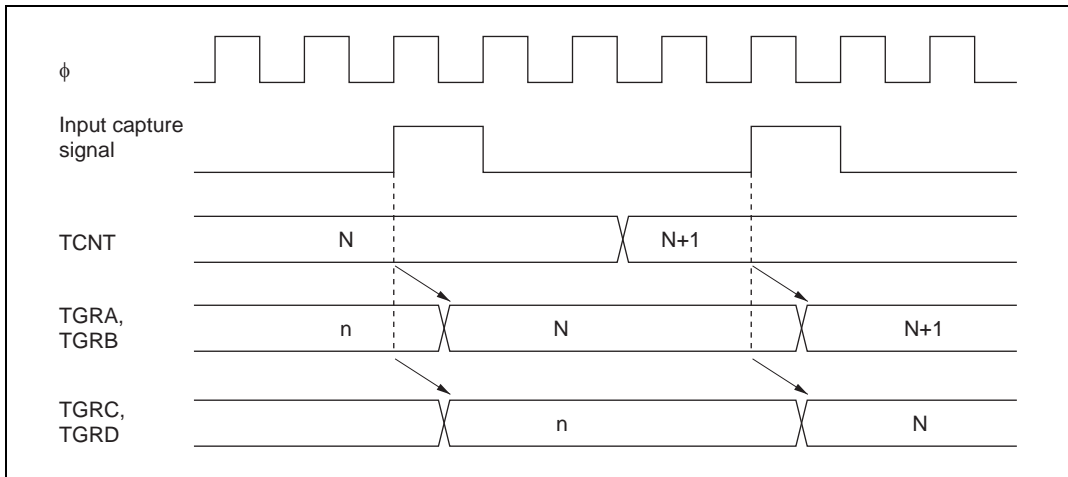 ϕ
Input capture
signal
TCNT
N
N+1
TGRA,
TGRB
n
N
N+1
TGRC,
TGRD
n
N